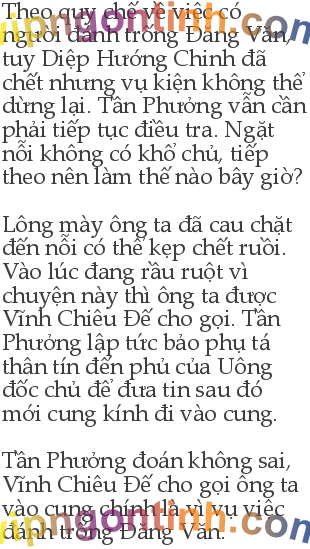 Theo quy chế về việc có
người đánh trống Đăng Văn,
tuy Diệp Hướng Chinh đã
chết nhưng vụ kiện không thể
dừng lại. Tân Phưởng vẫn cần
phải tiếp tục điều tra. Ngặt
nỗi không có khổ chủ, tiếp
theo nên làm thế nào bây giờ?

Lông mày ông ta đã cau chặt
đến nỗi có thể kẹp chết ruồi.
Vào lúc đang rầu ruột vì
chuyện này thì ông ta được
Vĩnh Chiêu Đế cho gọi. Tân
Phưởng lập tức bảo phụ tá
thân tín đến phủ của Uông
đốc chủ để đưa tin sau đó
mới cung kính đi vào cung.

Tân Phưởng đoán không sai,
Vĩnh Chiêu Đế cho gọi ông ta
vào cung chính là vì vụ việc
đánh trống Đăng Văn.
vipngontinh.com
vipngontinh.com